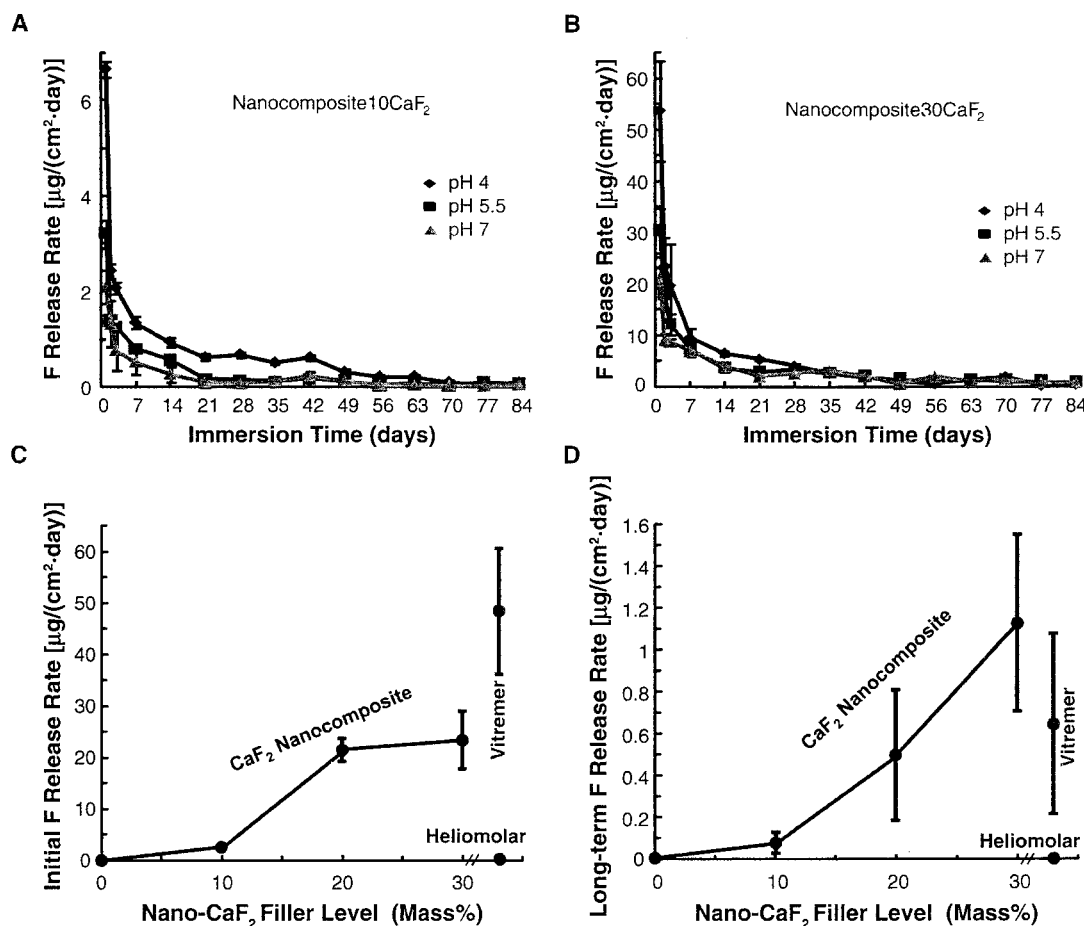 A
F Release Rate [µg/(cm²·day)]
6
4
2
0
Nanocomposite10CaF₂
pH 4
pH 5.5
pH 7
0 7 14 21 28 35 42 49 56 63 70 77 84
Immersion Time (days)
B
F Release Rate [µg/(cm²·day)]
60
50
40
30
20
10
0
Nanocomposite30CaF₂
pH 4
pH 5.5
pH 7
0 7 14 21 28 35 42 49 56 63 70 77 84
Immersion Time (days)
C
Initial F Release Rate [µg/(cm²·day)]
60
50
40
30
20
10
0
CaF₂ Nanocomposite
Vitremer
Heliomolar
0 10 20 30
Nano-CaF₂ Filler Level (Mass%)
D
Long-term F Release Rate [µg/(cm²·day)]
1.6
1.4
1.2
1
0.8
0.6
0.4
0.2
0
CaF₂ Nanocomposite
Vitremer
Heliomolar
0 10 20 30
Nano-CaF₂ Filler Level (Mass%)